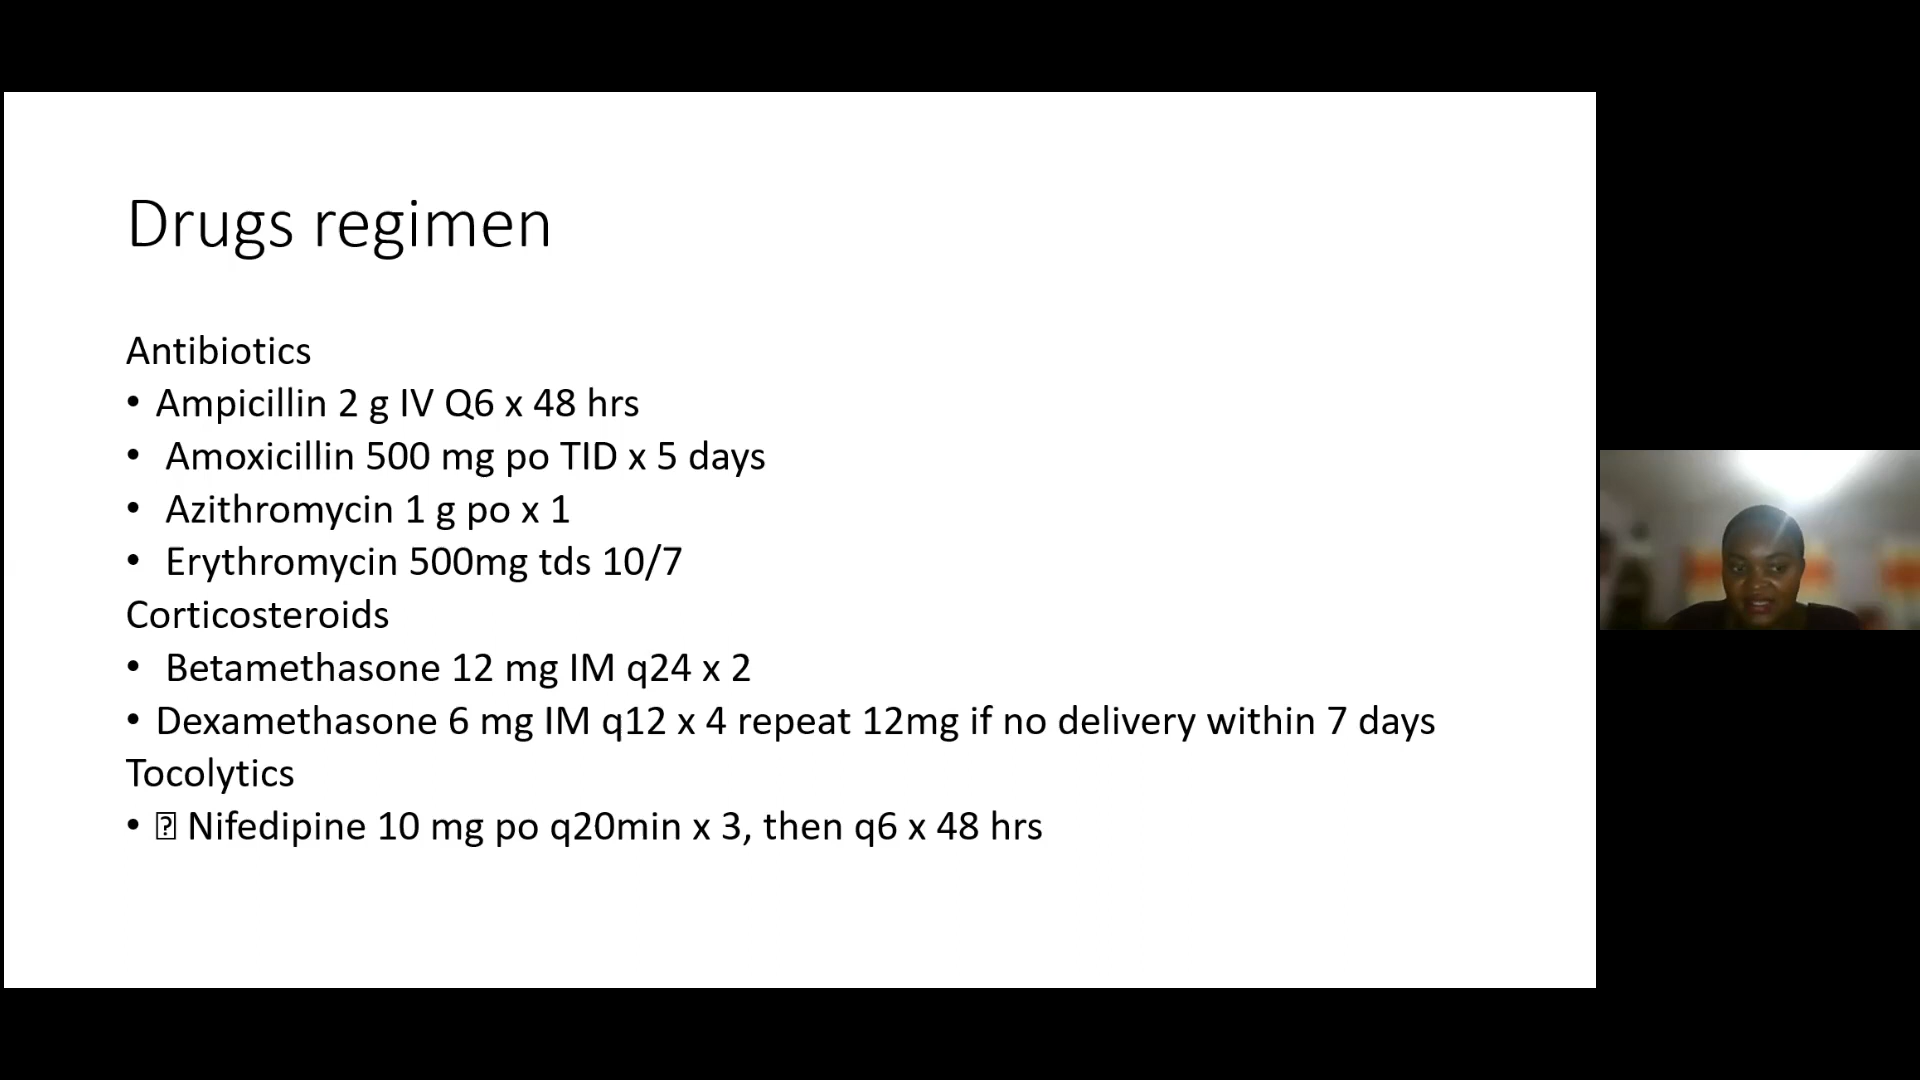 Drugs regimen
Antibiotics
• Ampicillin 2 g IV Q6 x 48 hrs
• Amoxicillin 500 mg po TID x 5 days
• Azithromycin 1 g po x 1
• Erythromycin 500mg tds 10/7
Corticosteroids
• Betamethasone 12 mg IM q24 x 2
• Dexamethasone 6 mg IM q12 x 4 repeat 12mg if no delivery within 7 days
Tocolytics
• ⍰ Nifedipine 10 mg po q20min x 3, then q6 x 48 hrs